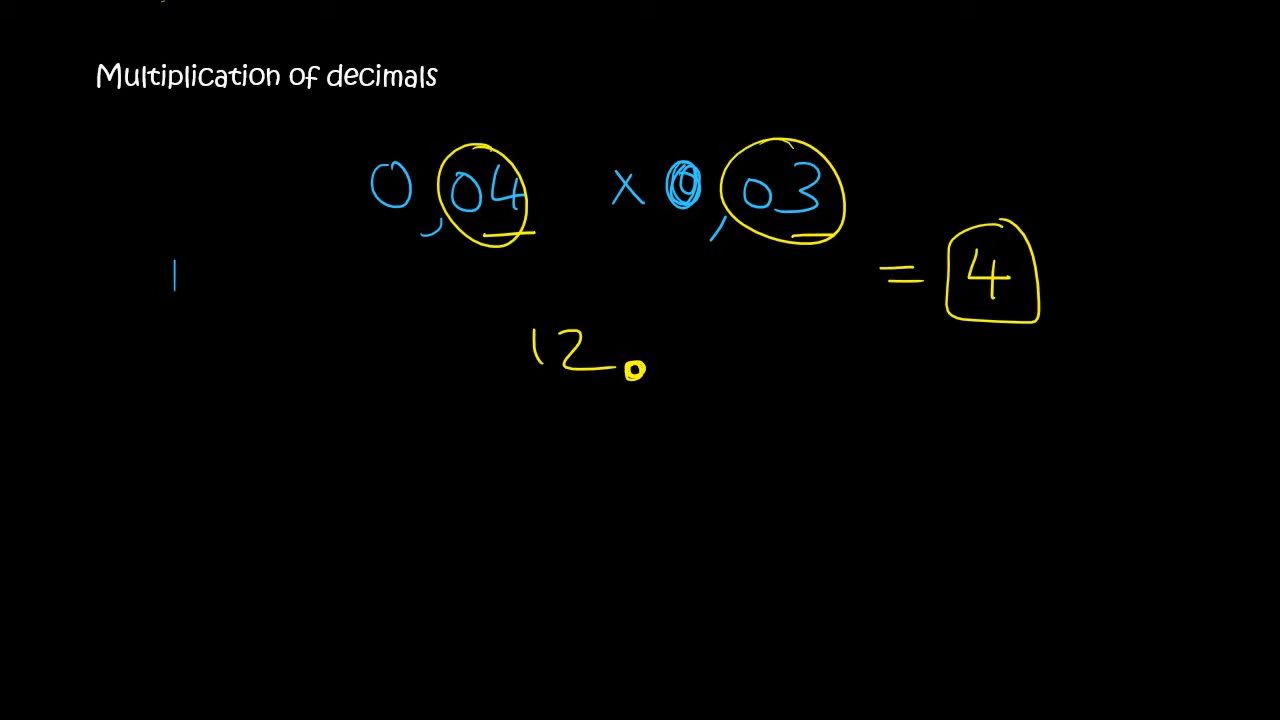 Multiplication of decimals
0,04 x 0,03
= 4
12.